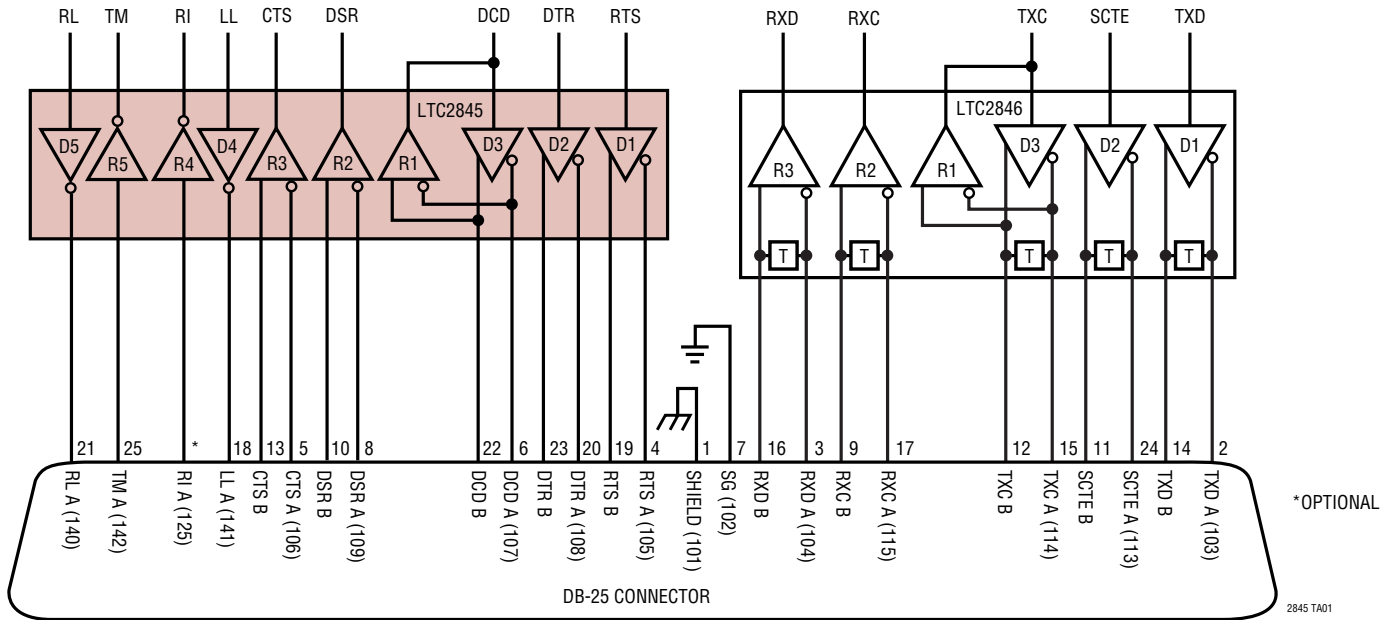 RL TM RI LL CTS DSR DCD DTR RTS RXD RXC TXC SCTE TXD
LTC2845 LTC2846
D5 R5 R4 D4 R3 R2 R1 D3 D2 D1
R3 R2 R1 D3 D2 D1
T T T T T
21 25 * 18 13 5 10 8 22 6 23 20 19 4 1 7 16 3 9 17 12 15 11 24 14 2
RL A (140)
TM A (142)
RI A (125)
LL A (141)
CTS B
CTS A (106)
DSR B
DSR A (109)
DCD B
DCD A (107)
DTR B
DTR A (108)
RTS B
RTS A (105)
SHIELD (101)
SG (102)
RXD B
RXD A (104)
RXC B
RXC A (115)
TXC B
TXC A (114)
SCTE B
SCTE A (113)
TXD B
TXD A (103)
*OPTIONAL
DB-25 CONNECTOR
2845 TA01